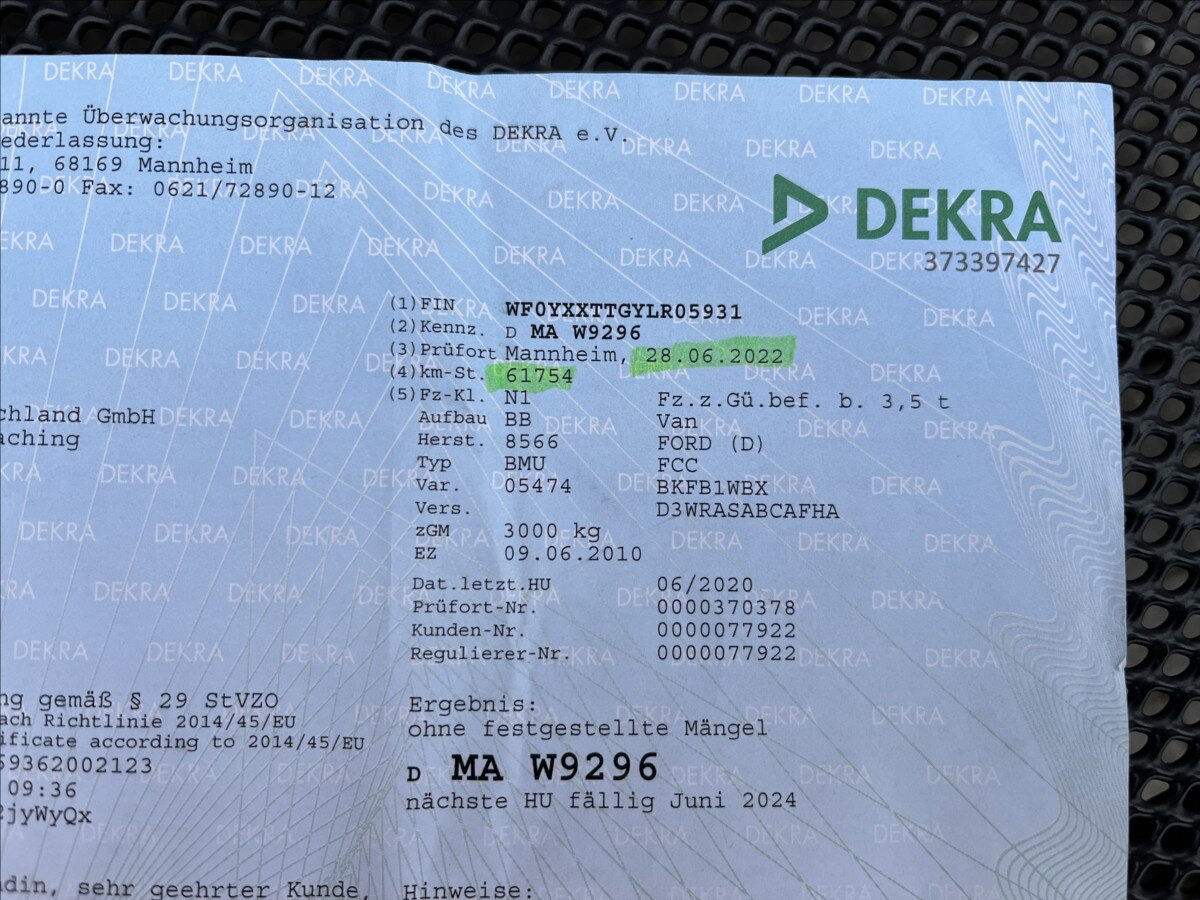 annte Überwachungsorganisation des DEKRA e.V.
ederlassung:
11, 68169 Mannheim
890-0 Fax: 0621/72890-12
DEKRA
373397427
(1) FIN WF0YXXTTGYLR05931
(2) Kennz. D MA W9296
(3) Prüfort Mannheim, 28.06.2022
(4) km-St. 61754
(5) Fz-Kl. N1 Fz.z.Gü.bef. b. 3,5 t
Aufbau BB Van
Herst. 8566 FORD (D)
Typ BMU FCC
Var. 05474 BKFB1WBX
Vers. D3WRASABCAFHA
zGM 3000 kg
EZ 09.06.2010
Dat.letzt.HU 06/2020
Prüfort-Nr. 0000370378
Kunden-Nr. 0000077922
Regulierer-Nr. 0000077922
chland GmbH
aching
ng gemäß § 29 StVZO
ach Richtlinie 2014/45/EU
ificate according to 2014/45/EU
69362002123
09:36
2jyWyQx
Ergebnis:
ohne festgestellte Mängel
D MA W9296
nächste HU fällig Juni 2024
ndin, sehr geehrter Kunde,
Hinweise: